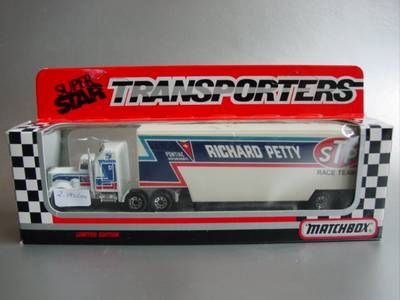 SUPER
STAR
TRANSPORTERS
PONTIAC
RICHARD PETTY
STP
RACE TEAM
LIMITED EDITION
MATCHBOX